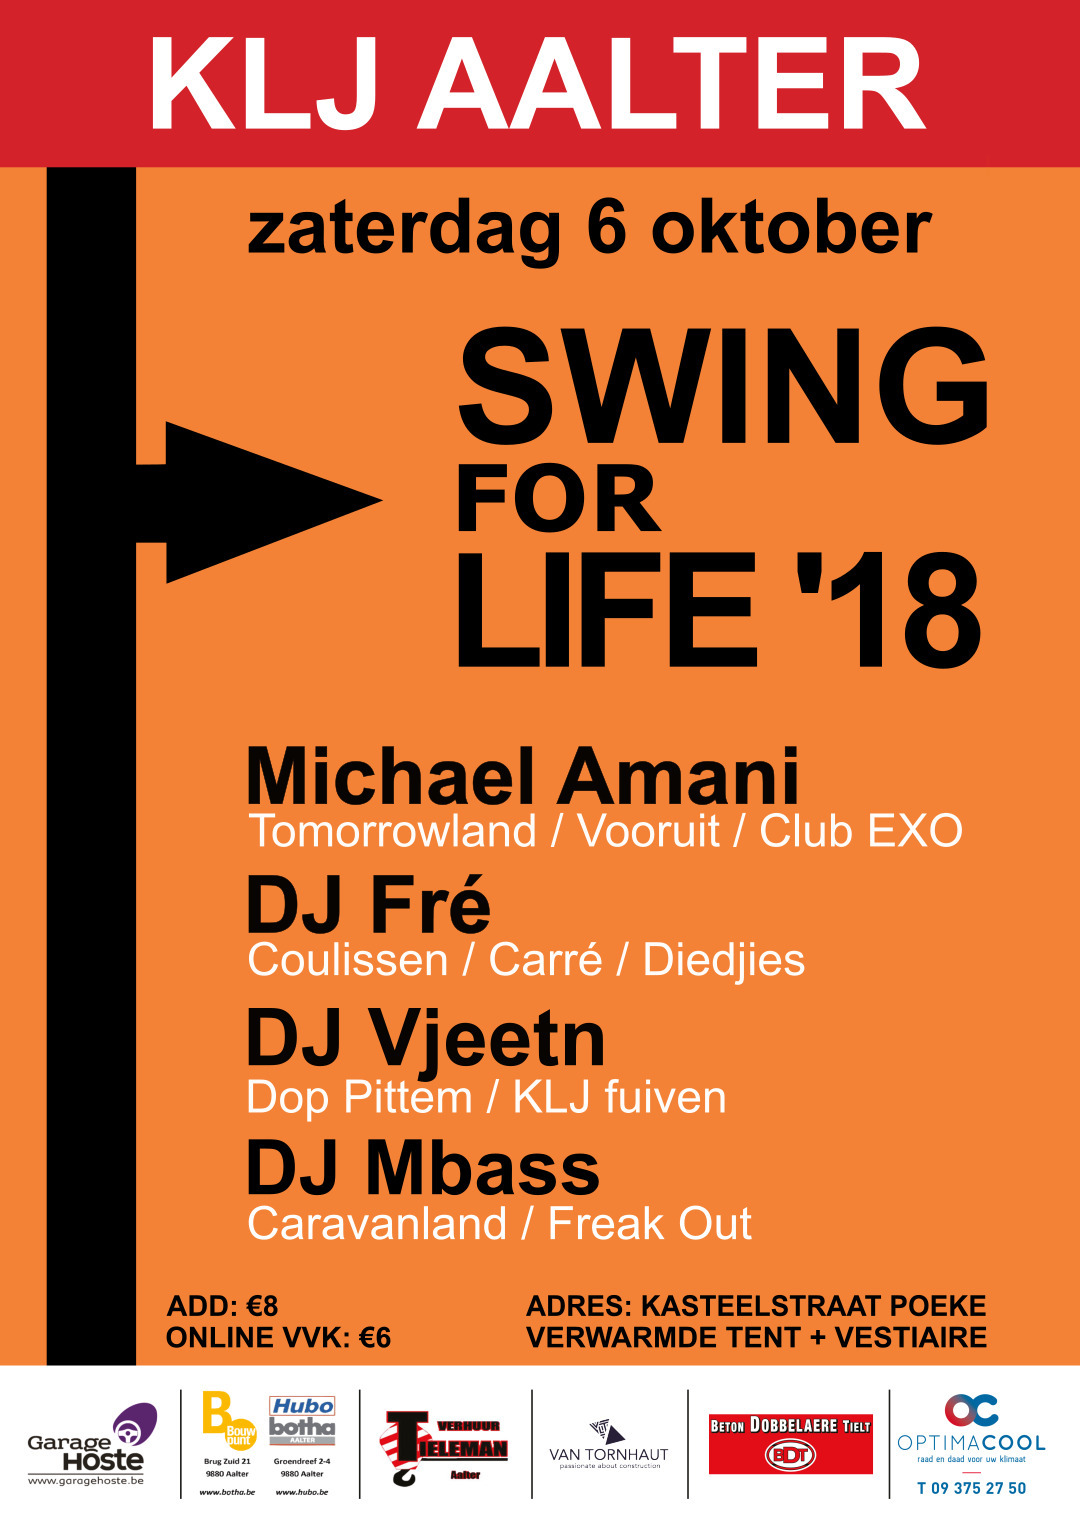 KLJ AALTER
zaterdag 6 oktober
SWING
FOR
LIFE '18
Michael Amani
Tomorrowland / Vooruit / Club EXO
DJ Fré
Coulissen / Carré / Diedjies
DJ Vjeetn
Dop Pittem / KLJ fuiven
DJ Mbass
Caravanland / Freak Out
ADD: €8
ONLINE VVK: €6
ADRES: KASTEELSTRAAT POEKE
VERWARMDE TENT + VESTIAIRE
Garage
Hoste
www.garagehoste.be
B
Bouw
punt
Brug Zuid 21
9880 Aalter
www.botha.be
Hubo
botha
AALTER
Groendreef 2-4
9880 Aalter
www.hubo.be
VERHUUR
TIELEMAN
Aalter
VAN TORNHAUT
passionate about construction
BETON DOBBELAERE TIELT
BDT
OC
OPTIMACOOL
raad en daad voor uw klimaat
T 09 375 27 50